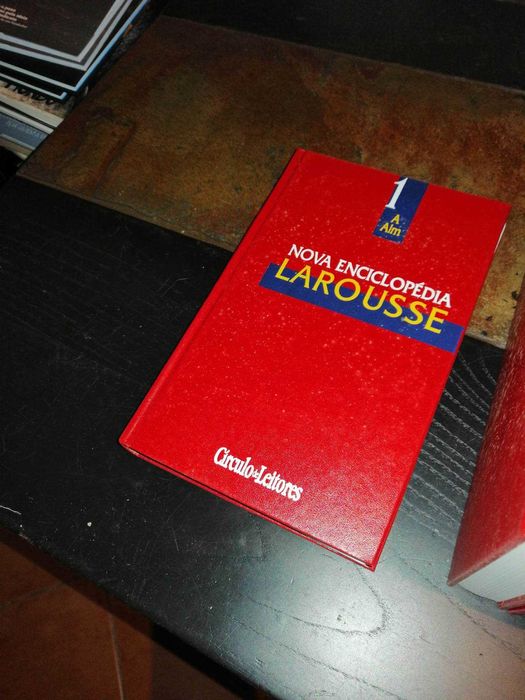 1
A
Alm
NOVA ENCICLOPÉDIA
LAROUSSE
Círculo de Leitores